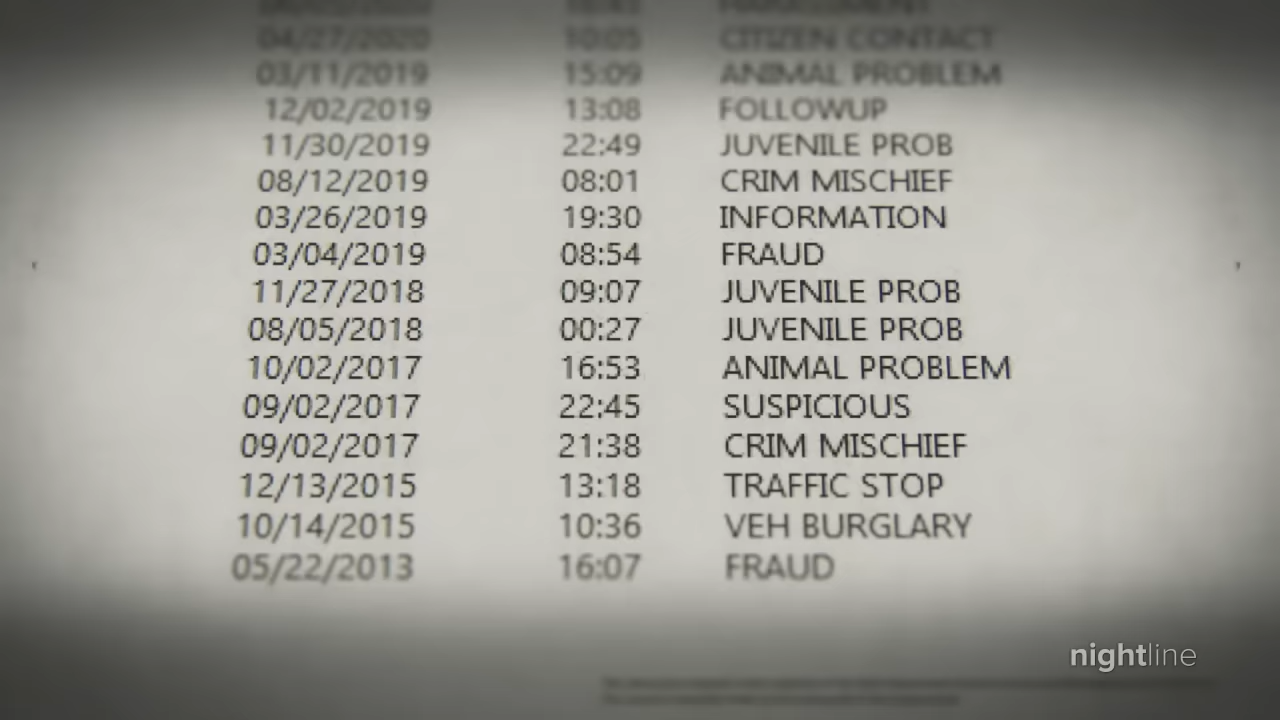 04/27/2020 10:05 CITIZEN CONTACT
03/11/2019 15:09 ANIMAL PROBLEM
12/02/2019 13:08 FOLLOWUP
11/30/2019 22:49 JUVENILE PROB
08/12/2019 08:01 CRIM MISCHIEF
03/26/2019 19:30 INFORMATION
03/04/2019 08:54 FRAUD
11/27/2018 09:07 JUVENILE PROB
08/05/2018 00:27 JUVENILE PROB
10/02/2017 16:53 ANIMAL PROBLEM
09/02/2017 22:45 SUSPICIOUS
09/02/2017 21:38 CRIM MISCHIEF
12/13/2015 13:18 TRAFFIC STOP
10/14/2015 10:36 VEH BURGLARY
05/22/2013 16:07 FRAUD
nightline